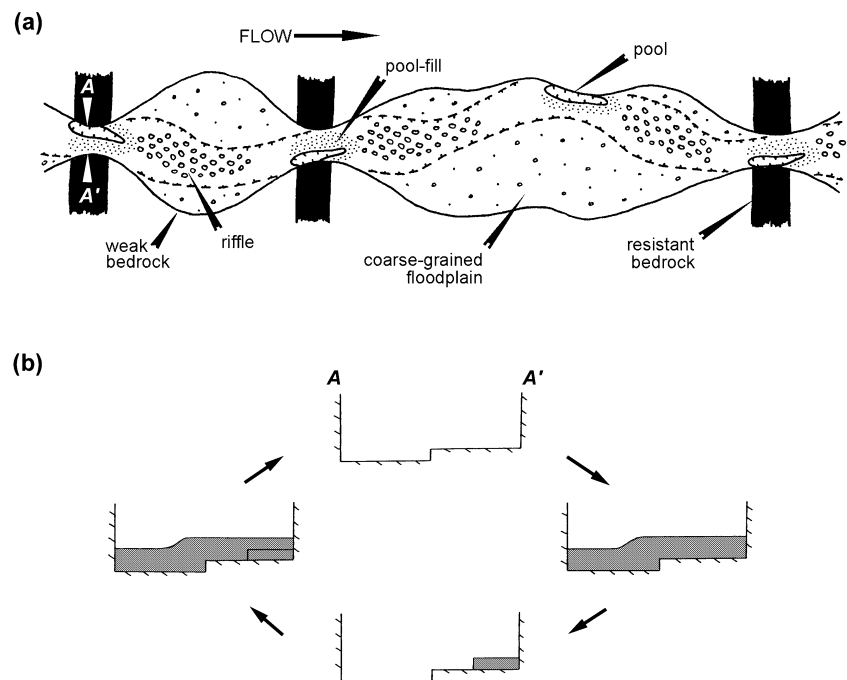 (a)
FLOW
pool
pool-fill
A
A'
weak
bedrock
riffle
coarse-grained
floodplain
resistant
bedrock
(b)
A
A'